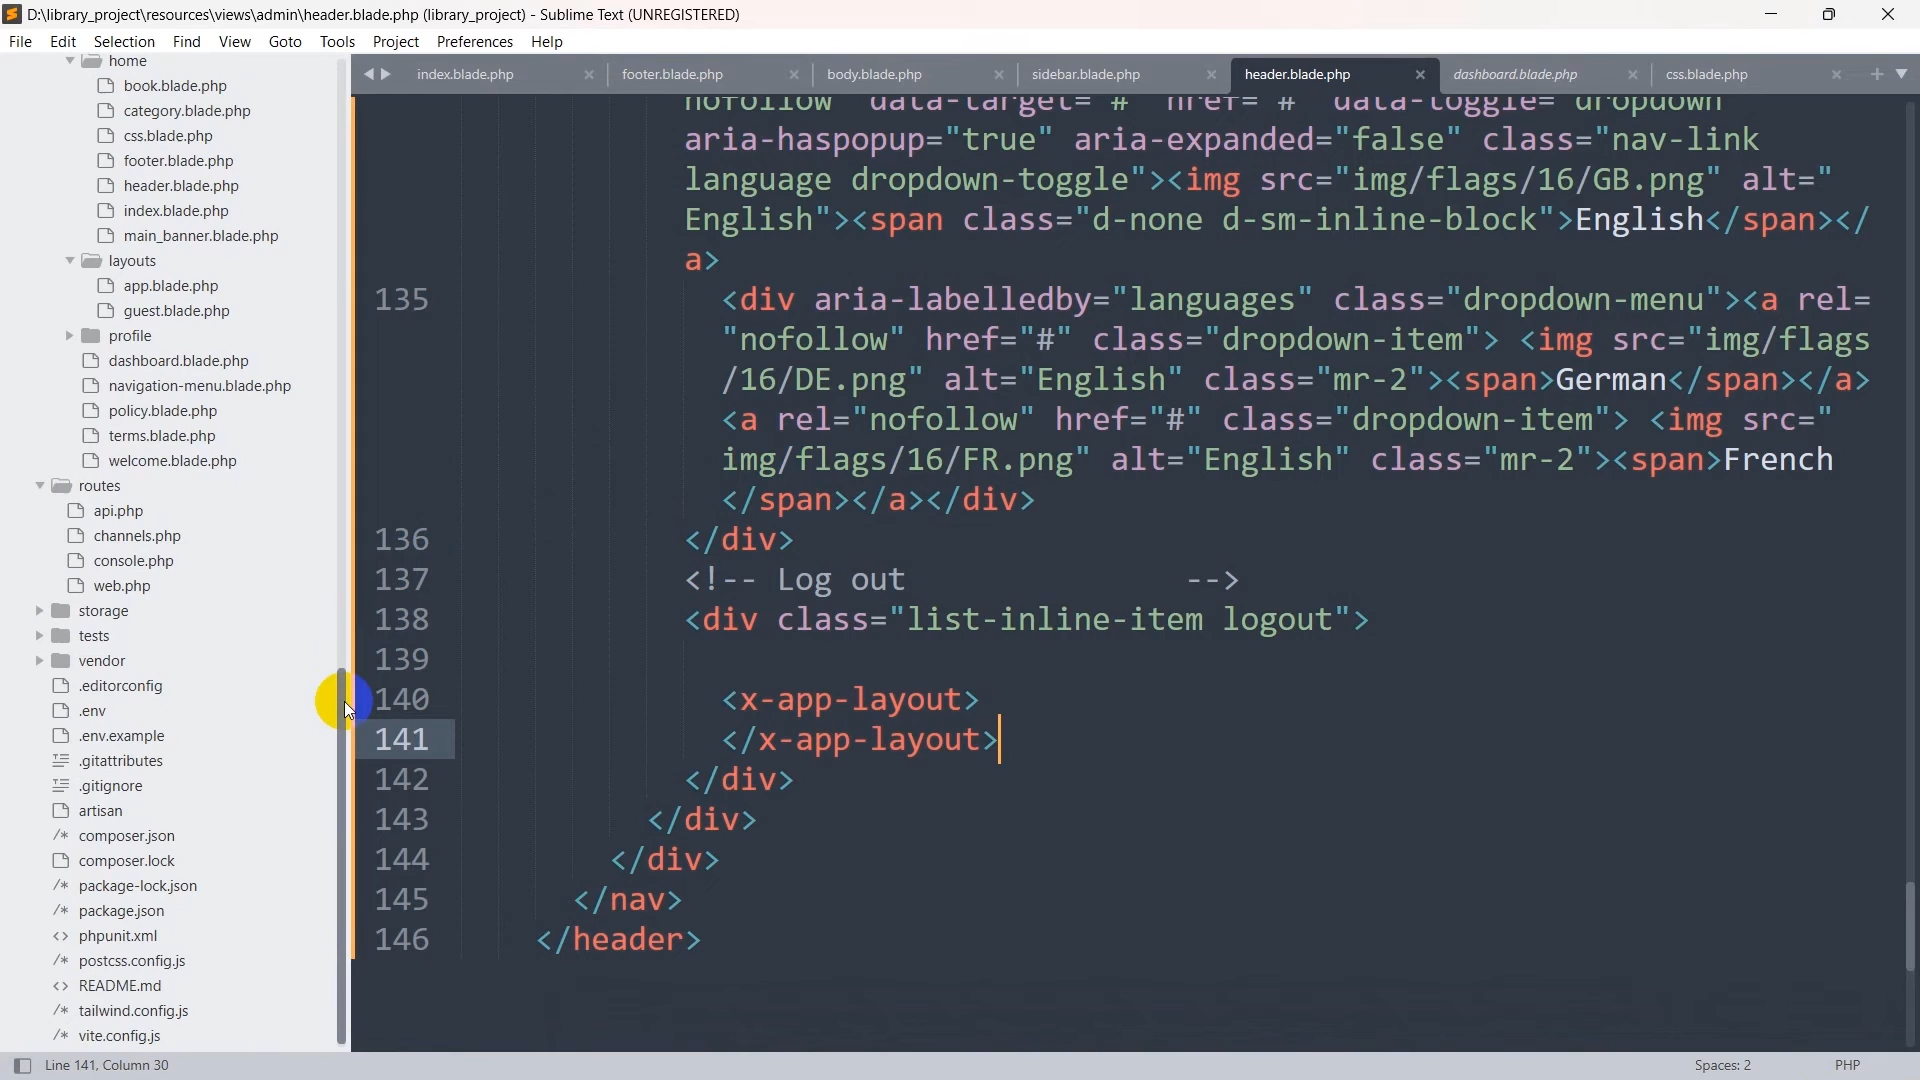 D:\library_project\resources\views\admin\header.blade.php (library_project) - Sublime Text (UNREGISTERED)
File Edit Selection Find View Goto Tools Project Preferences Help
home
book.blade.php
category.blade.php
css.blade.php
footer.blade.php
header.blade.php
index.blade.php
main_banner.blade.php
layouts
app.blade.php
guest.blade.php
profile
dashboard.blade.php
navigation-menu.blade.php
policy.blade.php
terms.blade.php
welcome.blade.php
routes
api.php
channels.php
console.php
web.php
storage
tests
vendor
.editorconfig
.env
.env.example
.gitattributes
.gitignore
artisan
/* composer.json
composer.lock
/* package-lock.json
/* package.json
<> phpunit.xml
/* postcss.config.js
<> README.md
/* tailwind.config.js
/* vite.config.js
index.blade.php footer.blade.php body.blade.php sidebar.blade.php header.blade.php dashboard.blade.php css.blade.php
nofollow" data-target="#" href="#" data-toggle="dropdown"
aria-haspopup="true" aria-expanded="false" class="nav-link
language dropdown-toggle"><img src="img/flags/16/GB.png" alt="
English"><span class="d-none d-sm-inline-block">English</span></
a>
135 <div aria-labelledby="languages" class="dropdown-menu"><a rel=
"nofollow" href="#" class="dropdown-item"> <img src="img/flags
/16/DE.png" alt="English" class="mr-2"><span>German</span></a>
<a rel="nofollow" href="#" class="dropdown-item"> <img src="
img/flags/16/FR.png" alt="English" class="mr-2"><span>French
</span></a></div>
136 </div>
137 <!-- Log out -->
138 <div class="list-inline-item logout">
139
140 <x-app-layout>
141 </x-app-layout>
142 </div>
143 </div>
144 </div>
145 </nav>
146 </header>
Line 141, Column 30 Spaces: 2 PHP